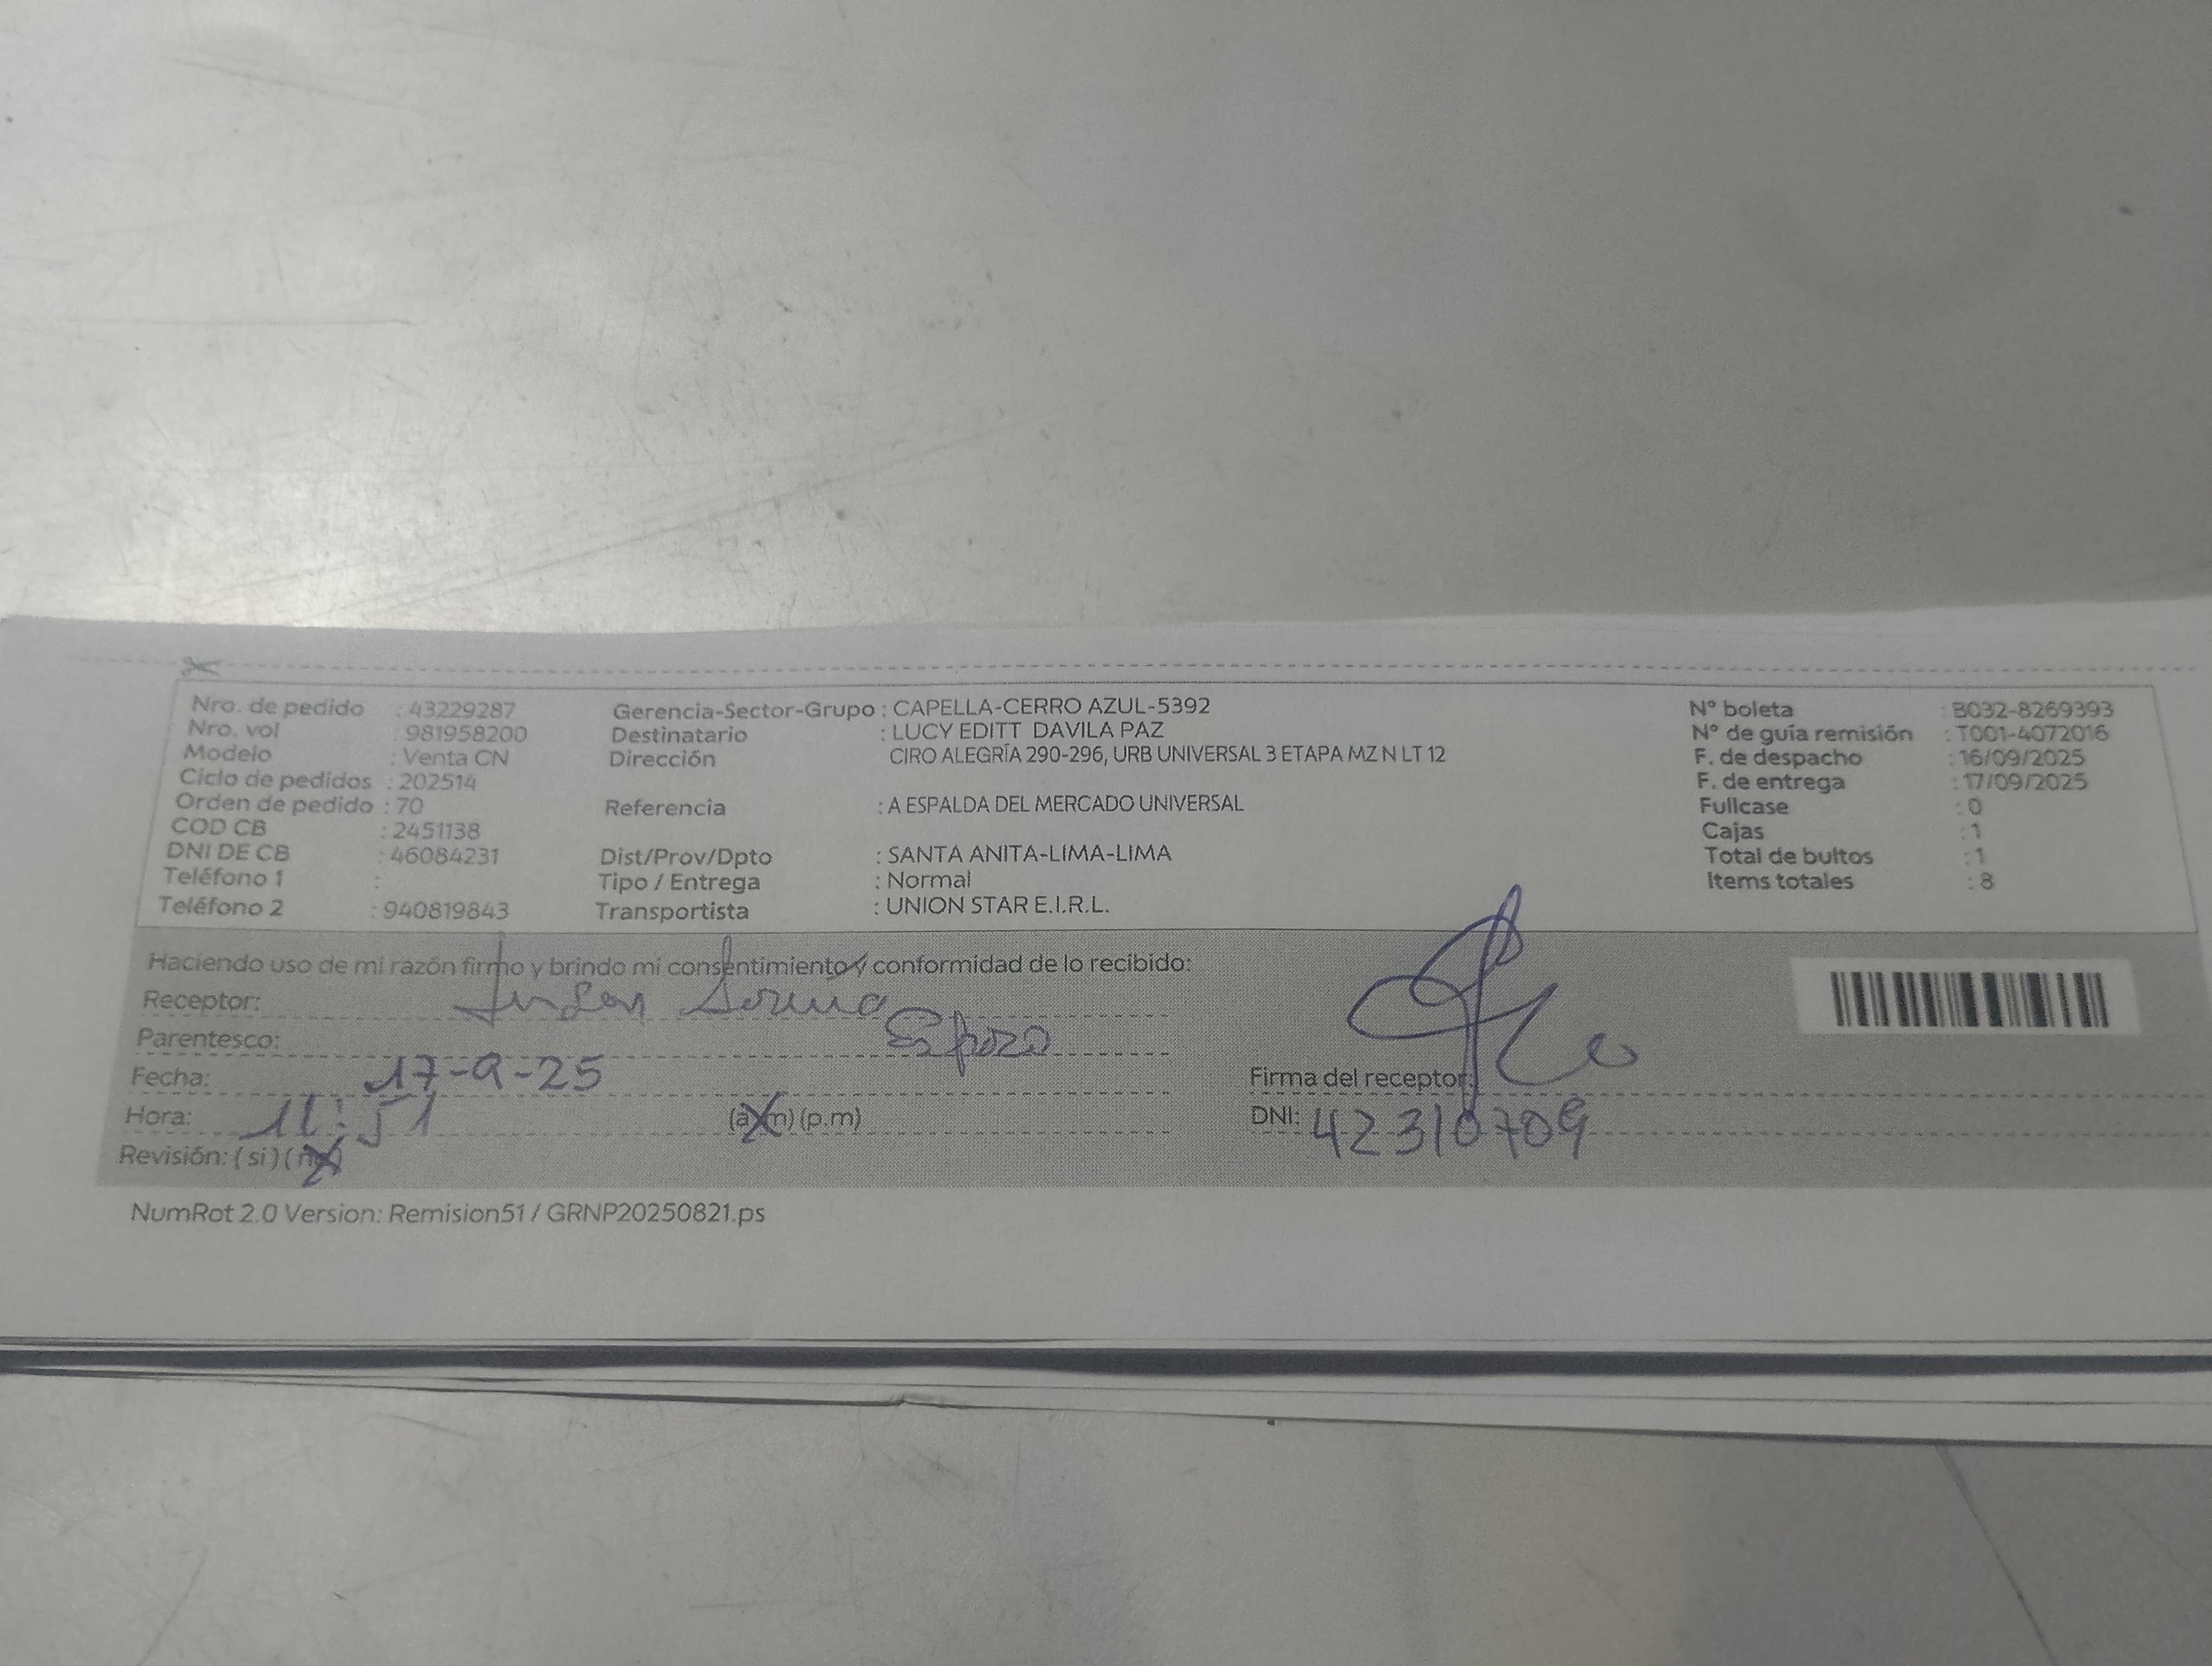 Nro. de pedido : 43229287 Gerencia-Sector-Grupo : CAPELLA-CERRO AZUL-5392 N° boleta : B032-8269393
Nro. vol : 981958200 Destinatario : LUCY EDITT DAVILA PAZ N° de guía remisión : T001-4072016
Modelo : Venta CN Dirección CIRO ALEGRÍA 290-296, URB UNIVERSAL 3 ETAPA MZ N LT 12 F. de despacho : 16/09/2025
Ciclo de pedidos : 202514 F. de entrega : 17/09/2025
Orden de pedido : 70 Referencia : A ESPALDA DEL MERCADO UNIVERSAL Fullcase : 0
COD CB : 2451138 Cajas : 1
DNI DE CB : 46084231 Dist/Prov/Dpto : SANTA ANITA-LIMA-LIMA Total de bultos : 1
Teléfono 1 : Tipo / Entrega : Normal Items totales : 8
Teléfono 2 : 940819843 Transportista : UNION STAR E.I.R.L.
Haciendo uso de mi razón firmo y brindo mi consentimiento y conformidad de lo recibido:
Receptor:
Parentesco: Esposo
Fecha: 17-9-25 Firma del receptor:
Hora: 11:51 (a.m) (p.m) DNI: 42310709
Revisión: ( si ) ( no )
NumRot 2.0 Version: Remision51 / GRNP20250821.ps